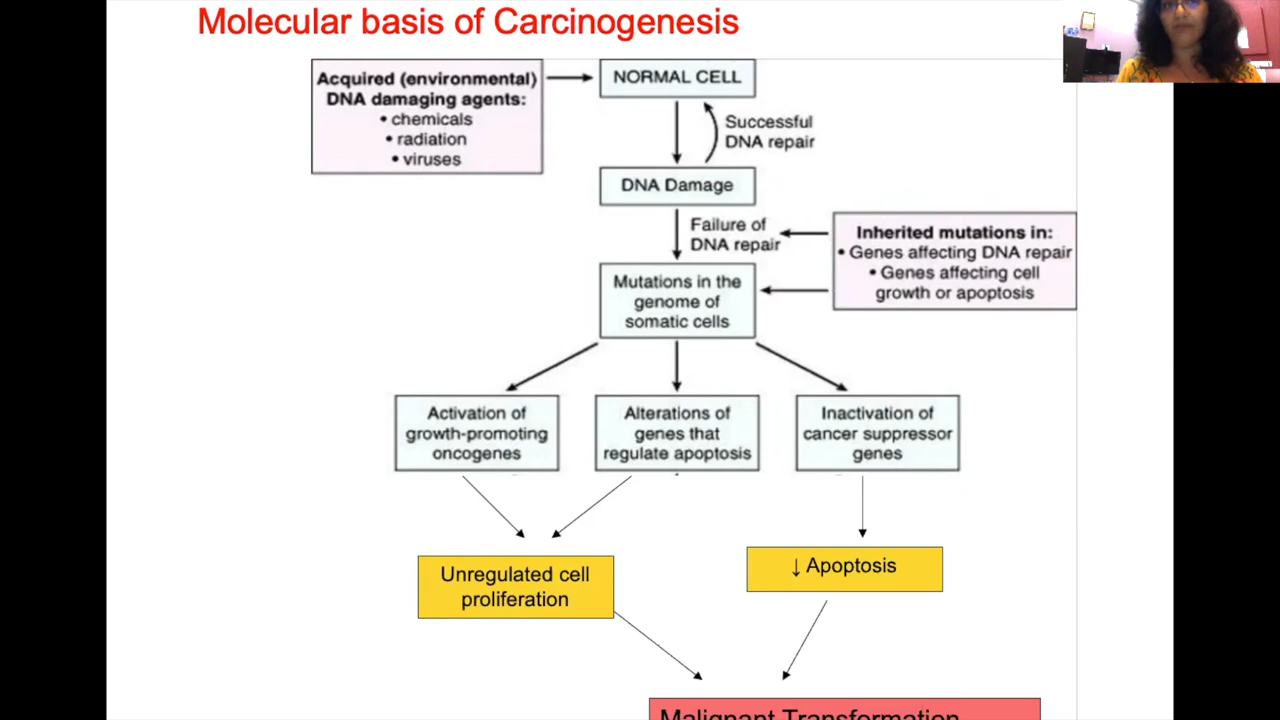 Molecular basis of Carcinogenesis
Acquired (environmental)
DNA damaging agents:
• chemicals
• radiation
• viruses
NORMAL CELL
Successful
DNA repair
DNA Damage
Failure of
DNA repair
Inherited mutations in:
• Genes affecting DNA repair
• Genes affecting cell
growth or apoptosis
Mutations in the
genome of
somatic cells
Activation of
growth-promoting
oncogenes
Alterations of
genes that
regulate apoptosis
Inactivation of
cancer suppressor
genes
Unregulated cell
proliferation
↓ Apoptosis
Malignant Transformation